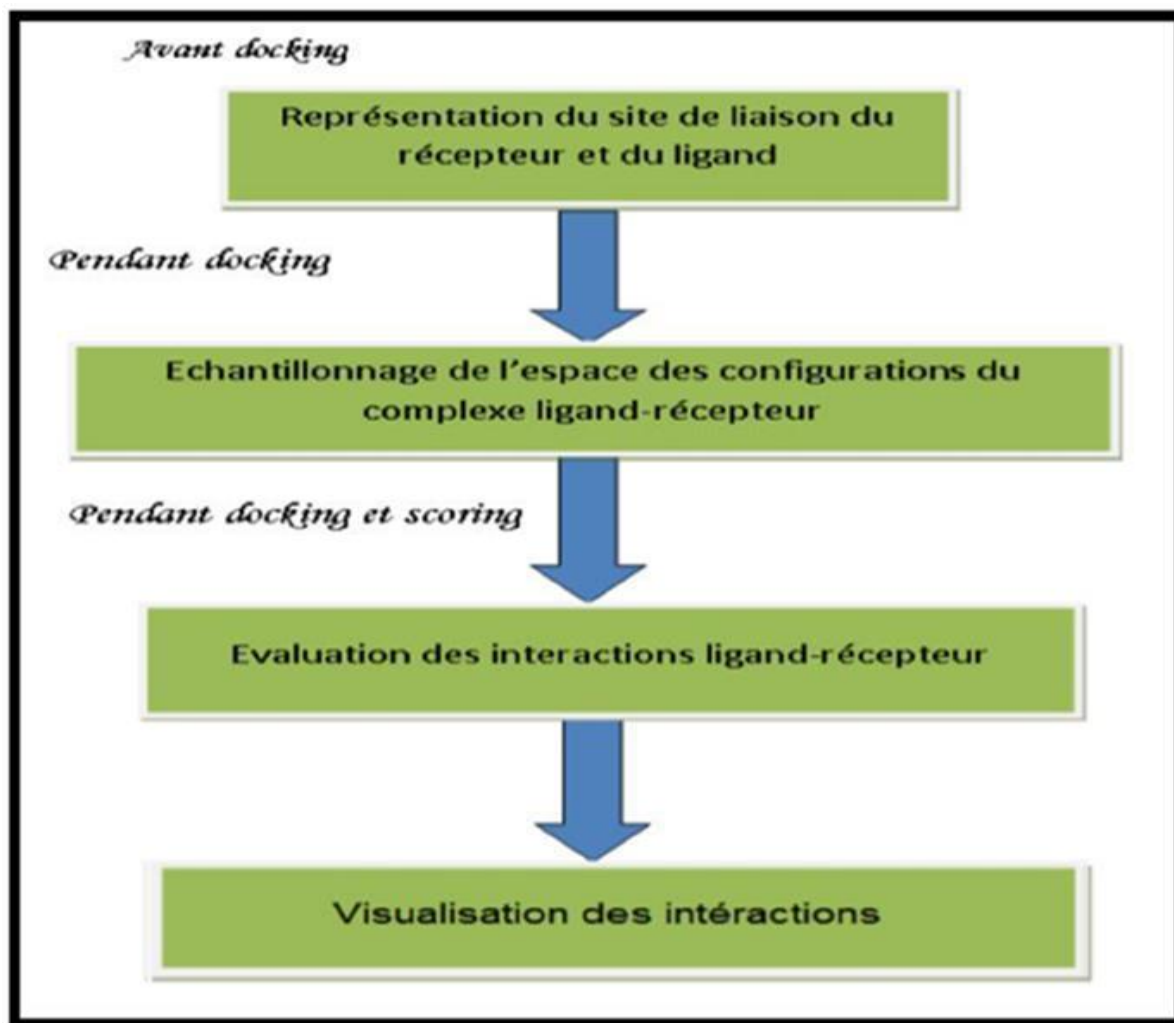 Avant docking
Représentation du site de liaison du
récepteur et du ligand
Pendant docking
Echantillonnage de l'espace des configurations du
complexe ligand-récepteur
Pendant docking et scoring
Evaluation des interactions ligand-récepteur
Visualisation des intéractions